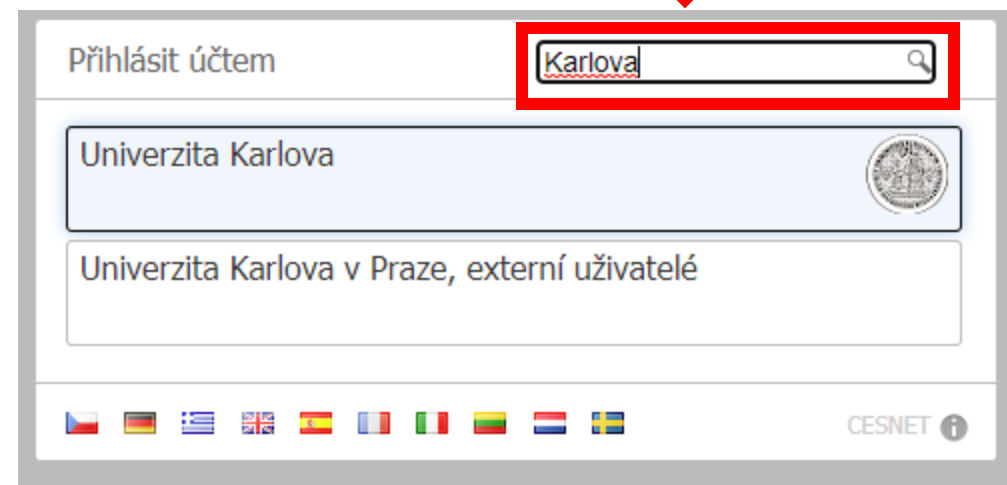 Přihlásit účtem
Karlova
Univerzita Karlova
Univerzita Karlova v Praze, externí uživatelé
CESNET